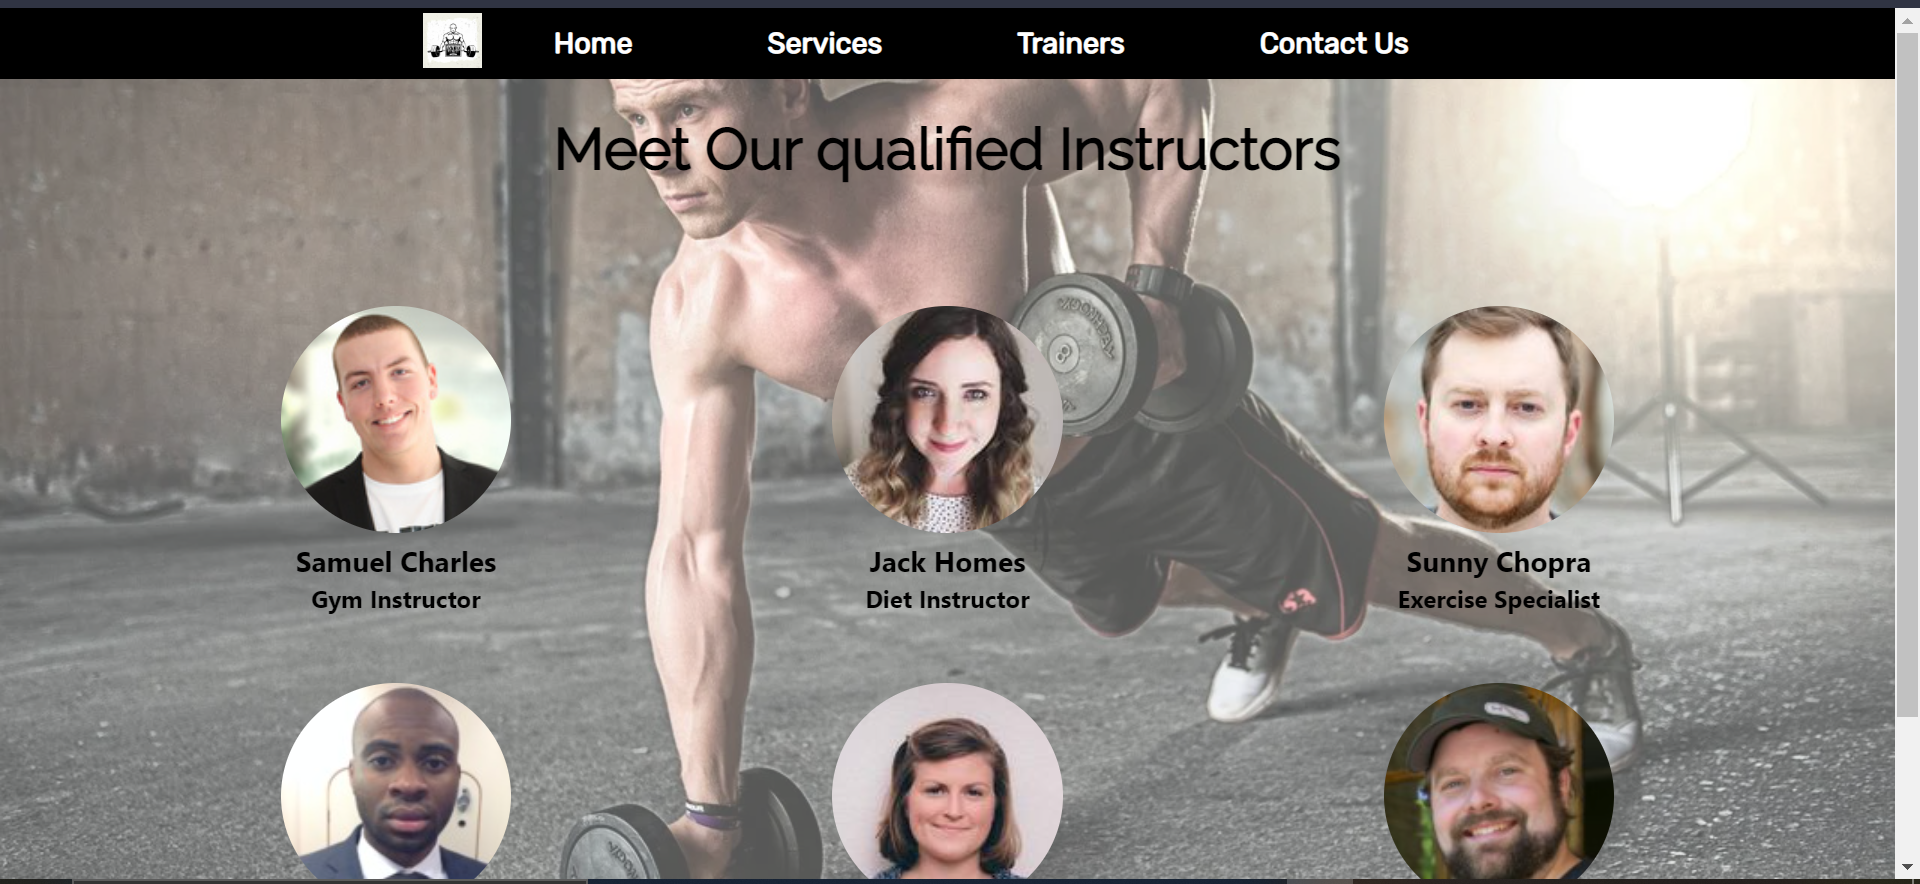 Home Services Trainers Contact Us
Meet Our qualified Instructors
Samuel Charles Jack Homes Sunny Chopra
Gym Instructor Diet Instructor Exercise Specialist